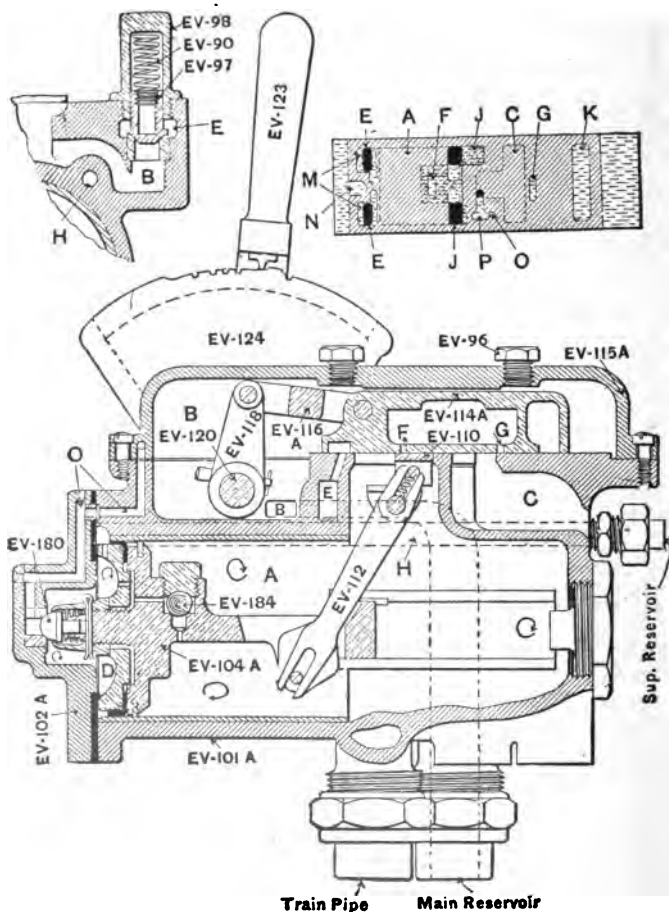 EV-98
EV-90
EV-97
E
B
H
EV-123
E A F J C G K
M
N
E J P O
EV-124
EV-96
EV-115A
B
EV-118
EV-120
EV-116
A
EV-114A
F EV-110 G
B
E
C
O
EV-180
A
H
EV-112
EV-184
EV-104 A
D
EV-102 A
EV-101 A
Sup. Reservoir
Train Pipe
Main Reservoir